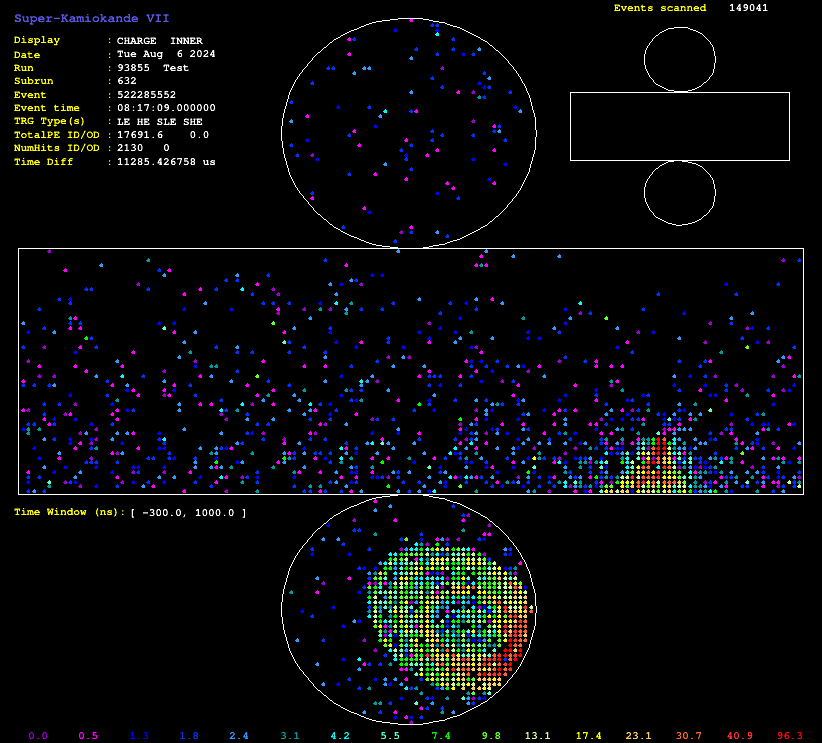 Super-Kamiokande VII
Events scanned 149041
Display : CHARGE INNER
Date : Tue Aug 6 2024
Run : 93855 Test
Subrun : 632
Event : 522285552
Event time : 08:17:09.000000
TRG Type(s) : LE HE SLE SHE
TotalPE ID/OD : 17691.6 0.0
NumHits ID/OD : 2130 0
Time Diff : 11285.426758 us
Time Window (ns): [ -300.0, 1000.0 ]
0.0 0.5 1.3 1.8 2.4 3.1 4.2 5.5 7.4 9.8 13.1 17.4 23.1 30.7 40.9 96.3